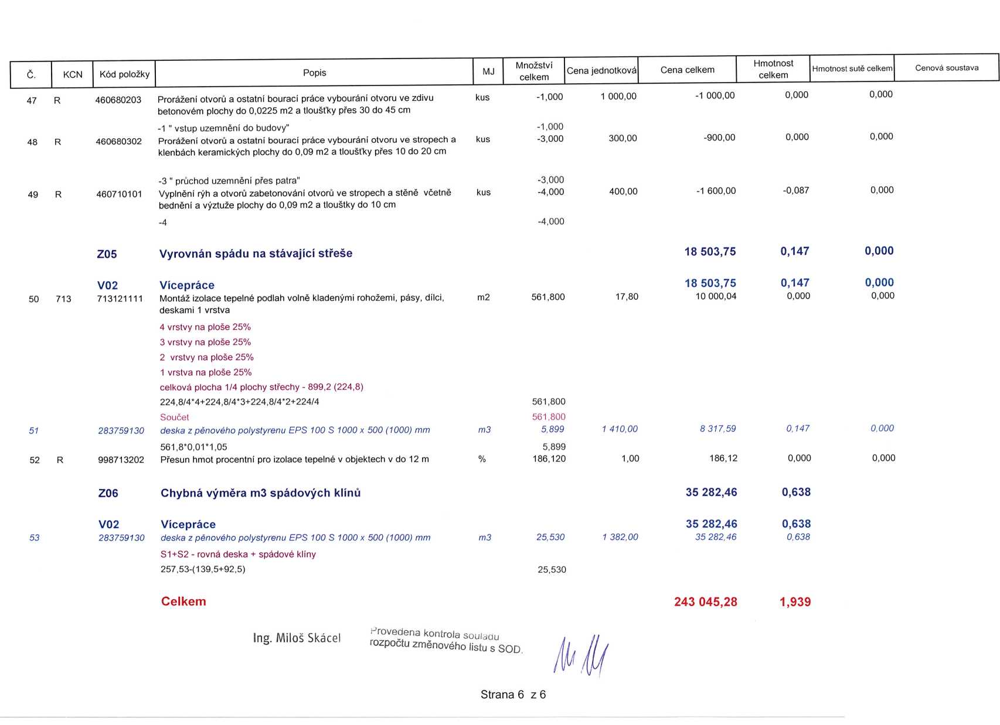 Č. KCN Kód položky Popis MJ Množství celkem Cena jednotková Cena celkem Hmotnost celkem Hmotnost sutě celkem Cenová soustava
47 R 460680203 Prorážení otvorů a ostatní bourací práce vybourání otvoru ve zdivu kus -1,000 1 000,00 -1 000,00 0,000 0,000
betonovém plochy do 0,0225 m2 a tloušťky přes 30 do 45 cm
-1 " vstup uzemnění do budovy" -1,000
48 R 460680302 Prorážení otvorů a ostatní bourací práce vybourání otvoru ve stropech a kus -3,000 300,00 -900,00 0,000 0,000
klenbách keramických plochy do 0,09 m2 a tloušťky přes 10 do 20 cm
-3 " průchod uzemnění přes patra" -3,000
49 R 460710101 Vyplnění rýh a otvorů zabetonování otvorů ve stropech a stěně včetně kus -4,000 400,00 -1 600,00 -0,087 0,000
bednění a výztuže plochy do 0,09 m2 a tloušťky do 10 cm
-4 -4,000
Z05 Vyrovnán spádu na stávající střeše 18 503,75 0,147 0,000
V02 Vícepráce 18 503,75 0,147 0,000
50 713 713121111 Montáž izolace tepelné podlah volně kladenými rohožemi, pásy, dílci, m2 561,800 17,80 10 000,04 0,000 0,000
deskami 1 vrstva
4 vrstvy na ploše 25%
3 vrstvy na ploše 25%
2 vrstvy na ploše 25%
1 vrstva na ploše 25%
celková plocha 1/4 plochy střechy - 899,2 (224,8)
224,8/4*4+224,8/4*3+224,8/4*2+224/4 561,800
Součet 561,800
51 283759130 deska z pěnového polystyrenu EPS 100 S 1000 x 500 (1000) mm m3 5,899 1 410,00 8 317,59 0,147 0,000
561,8*0,01*1,05 5,899
52 R 998713202 Přesun hmot procentní pro izolace tepelné v objektech v do 12 m % 186,120 1,00 186,12 0,000 0,000
Z06 Chybná výměra m3 spádových klínů 35 282,46 0,638
V02 Vícepráce 35 282,46 0,638
53 283759130 deska z pěnového polystyrenu EPS 100 S 1000 x 500 (1000) mm m3 25,530 1 382,00 35 282,46 0,638
S1+S2 - rovná deska + spádové klíny
257,53-(139,5+92,5) 25,530
Celkem 243 045,28 1,939
Ing. Miloš Skácel
Provedena kontrola souladu
rozpočtu změnového listu s SOD.
Strana 6 z 6